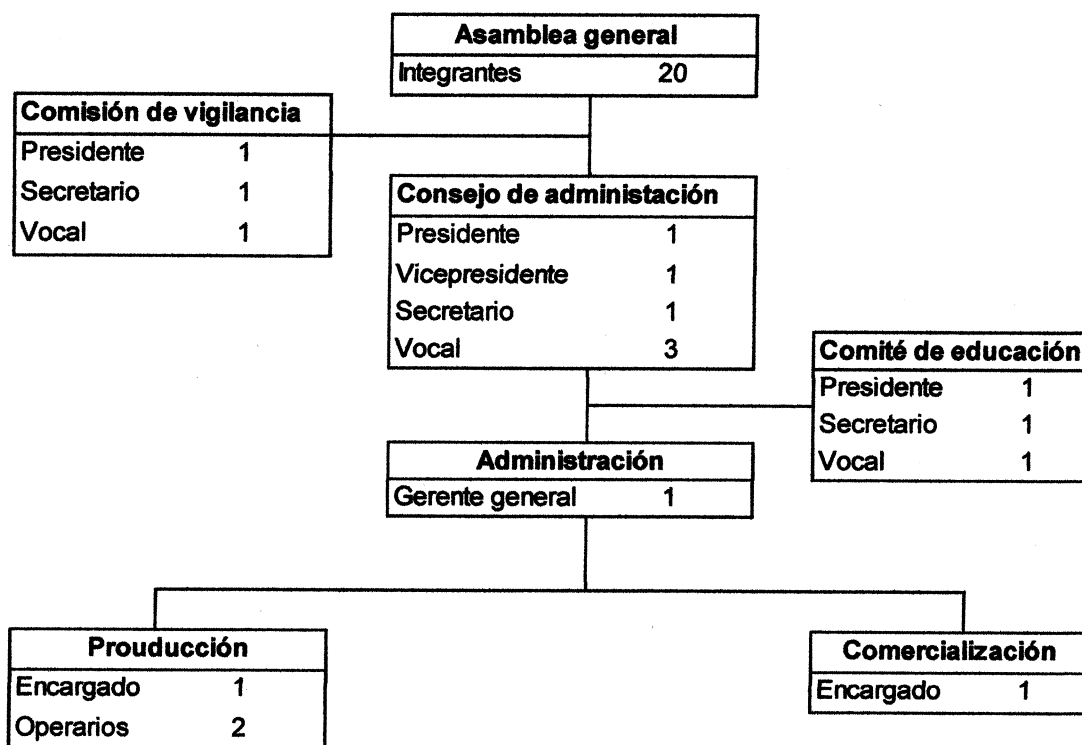 Asamblea general
Integrantes 20
Comisión de vigilancia
Presidente 1
Secretario 1
Vocal 1
Consejo de administación
Presidente 1
Vicepresidente 1
Secretario 1
Vocal 3
Comité de educación
Presidente 1
Secretario 1
Vocal 1
Administración
Gerente general 1
Prouducción
Encargado 1
Operarios 2
Comercialización
Encargado 1